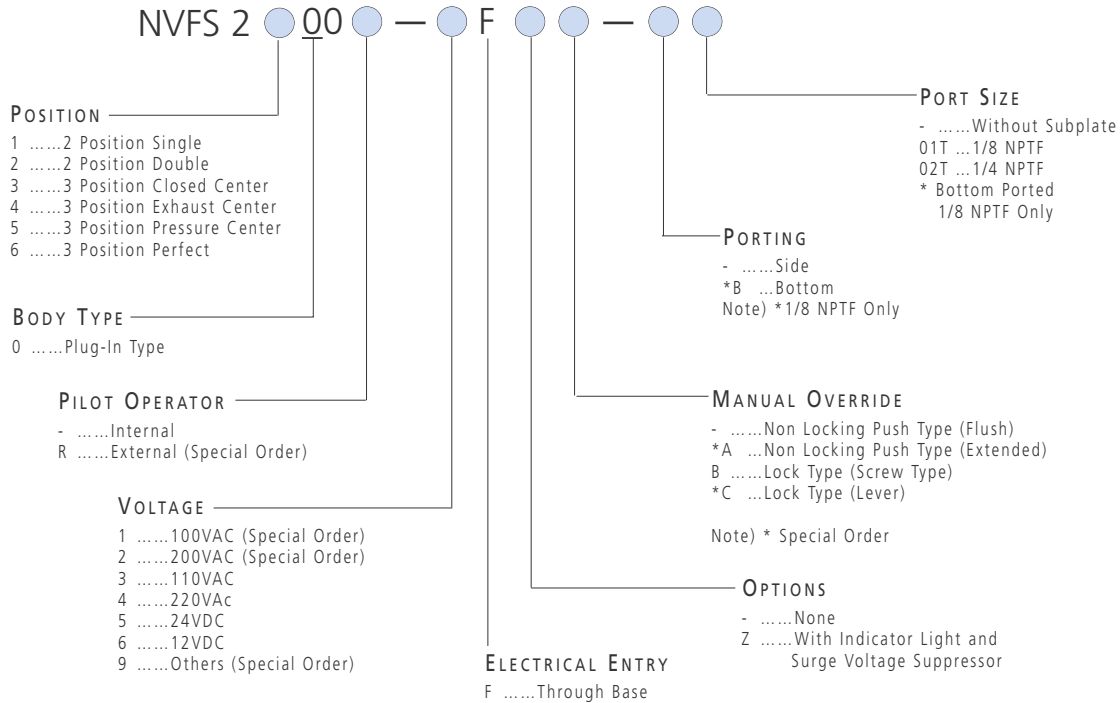 NVFS 2 00 — F —
POSITION
1 ......2 Position Single
2 ......2 Position Double
3 ......3 Position Closed Center
4 ......3 Position Exhaust Center
5 ......3 Position Pressure Center
6 ......3 Position Perfect
BODY TYPE
0 ......Plug-In Type
PILOT OPERATOR
- ......Internal
R ......External (Special Order)
VOLTAGE
1 ......100VAC (Special Order)
2 ......200VAC (Special Order)
3 ......110VAC
4 ......220VAc
5 ......24VDC
6 ......12VDC
9 ......Others (Special Order)
ELECTRICAL ENTRY
F ......Through Base
OPTIONS
- ......None
Z ......With Indicator Light and
Surge Voltage Suppressor
MANUAL OVERRIDE
- ......Non Locking Push Type (Flush)
*A ...Non Locking Push Type (Extended)
B ......Lock Type (Screw Type)
*C ...Lock Type (Lever)
Note) * Special Order
PORTING
- ......Side
*B ...Bottom
Note) *1/8 NPTF Only
PORT SIZE
- ......Without Subplate
01T ...1/8 NPTF
02T ...1/4 NPTF
* Bottom Ported
1/8 NPTF Only